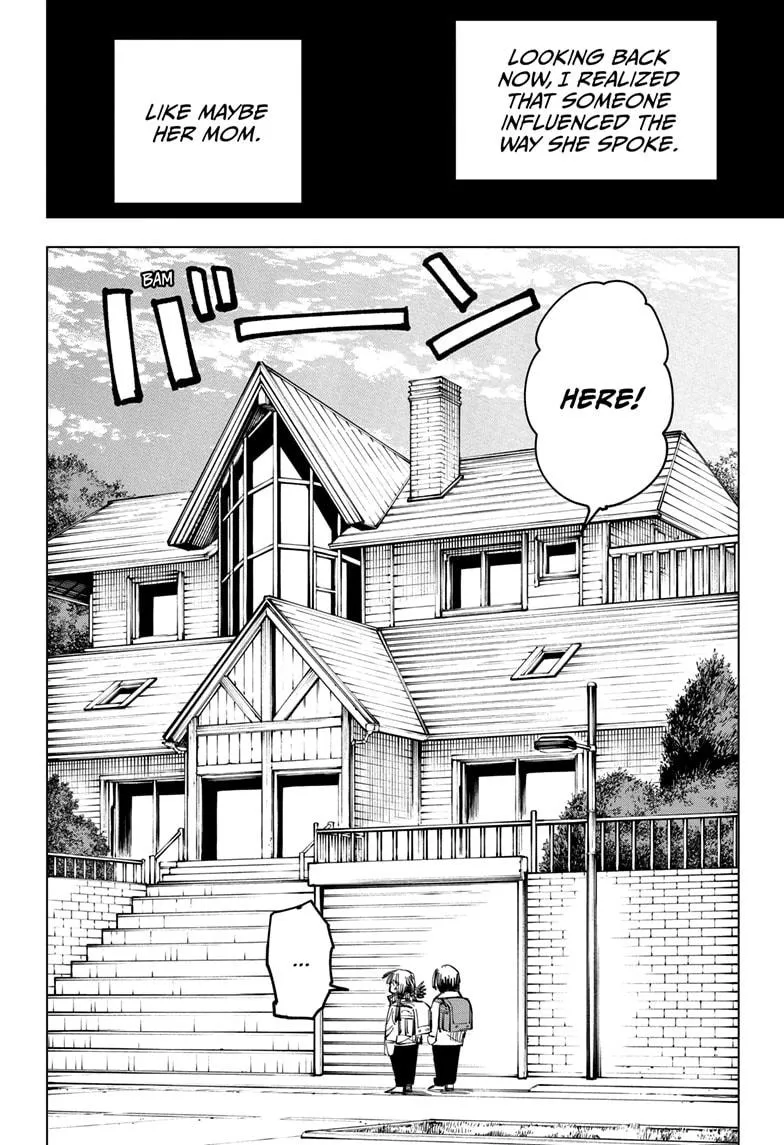 LOOKING BACK
NOW, I REALIZED
THAT SOMEONE
INFLUENCED THE
WAY SHE SPOKE.
LIKE MAYBE
HER MOM.
HERE!
バーン
BAM
...